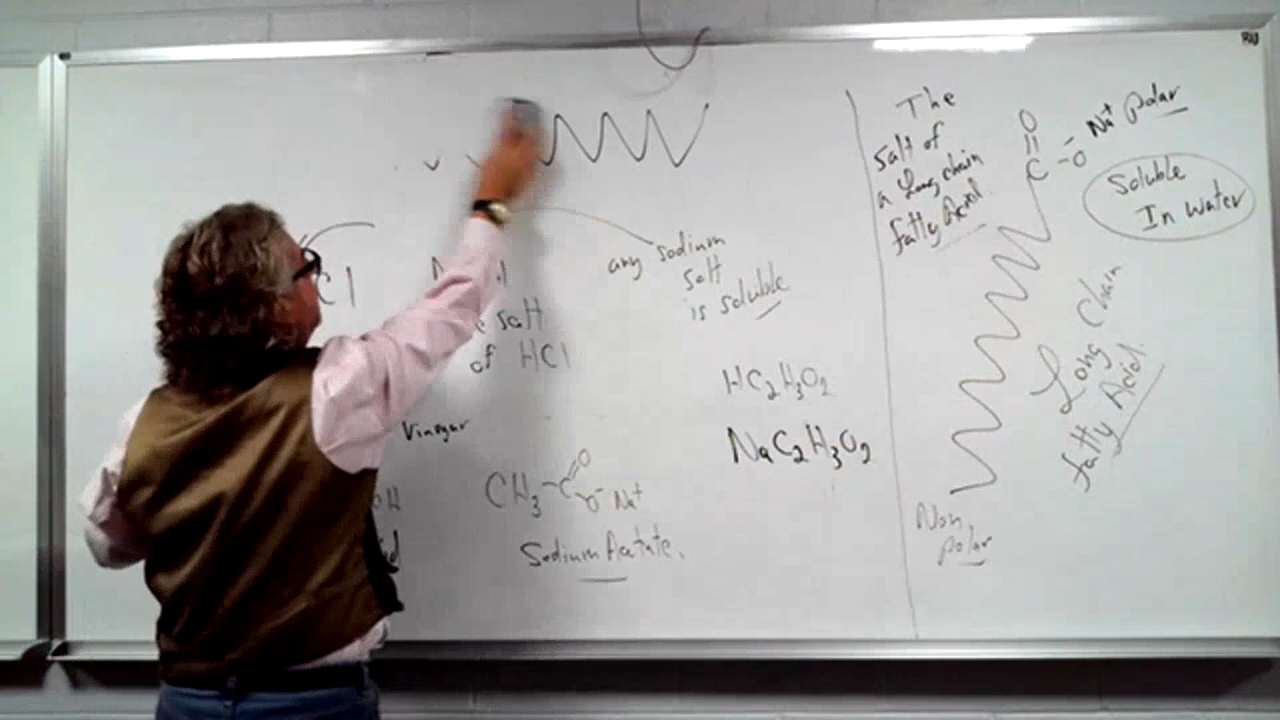 Cl
salt
of HCl
any sodium
salt
is soluble
Vinegar
CH3-C
O
O- Na+
Sodium Acetate.
HC2H3O2
NaC2H3O2
The
salt of
a Long chain
fatty Acid
O
C
O-
Na+ polar
Soluble
In water
Long Chain
fatty Acid.
Non
polar